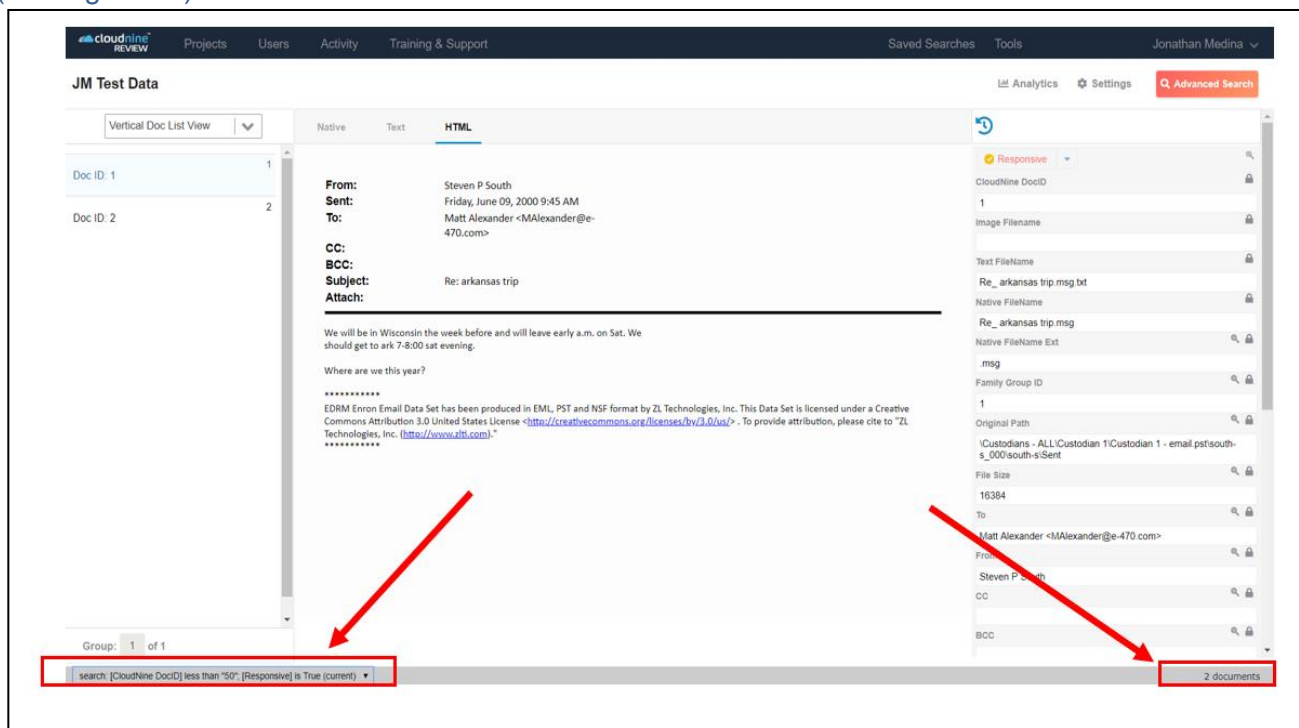 cloudnine
REVIEW
Projects Users Activity Training & Support Saved Searches Tools Jonathan Medina
JM Test Data
Analytics Settings Advanced Search
Vertical Doc List View
Native Text HTML
Doc ID: 1 1
Doc ID: 2 2
From: Steven P South
Sent: Friday, June 09, 2000 9:45 AM
To: Matt Alexander <MAlexander@e-
470.com>
CC:
BCC:
Subject: Re: arkansas trip
Attach:
We will be in Wisconsin the week before and will leave early a.m. on Sat. We
should get to ark 7-8:00 sat evening.
Where are we this year?
***********
EDRM Enron Email Data Set has been produced in EML, PST and NSF format by ZL Technologies, Inc. This Data Set is licensed under a Creative
Commons Attribution 3.0 United States License <http://creativecommons.org/licenses/by/3.0/us/> . To provide attribution, please cite to "ZL
Technologies, Inc. (http://www.zlti.com)."
***********
Responsive
CloudNine DocID
1
Image Filename
Text FileName
Re_ arkansas trip.msg.txt
Native FileName
Re_ arkansas trip.msg
Native FileName Ext
.msg
Family Group ID
1
Original Path
\Custodians - ALL\Custodian 1\Custodian 1 - email.pst\south-
s_000\south-s\Sent
File Size
16384
To
Matt Alexander <MAlexander@e-470.com>
From
Steven P South
CC
BCC
Group: 1 of 1
search: [CloudNine DocID] less than "50"; [Responsive] is True (current)
2 documents